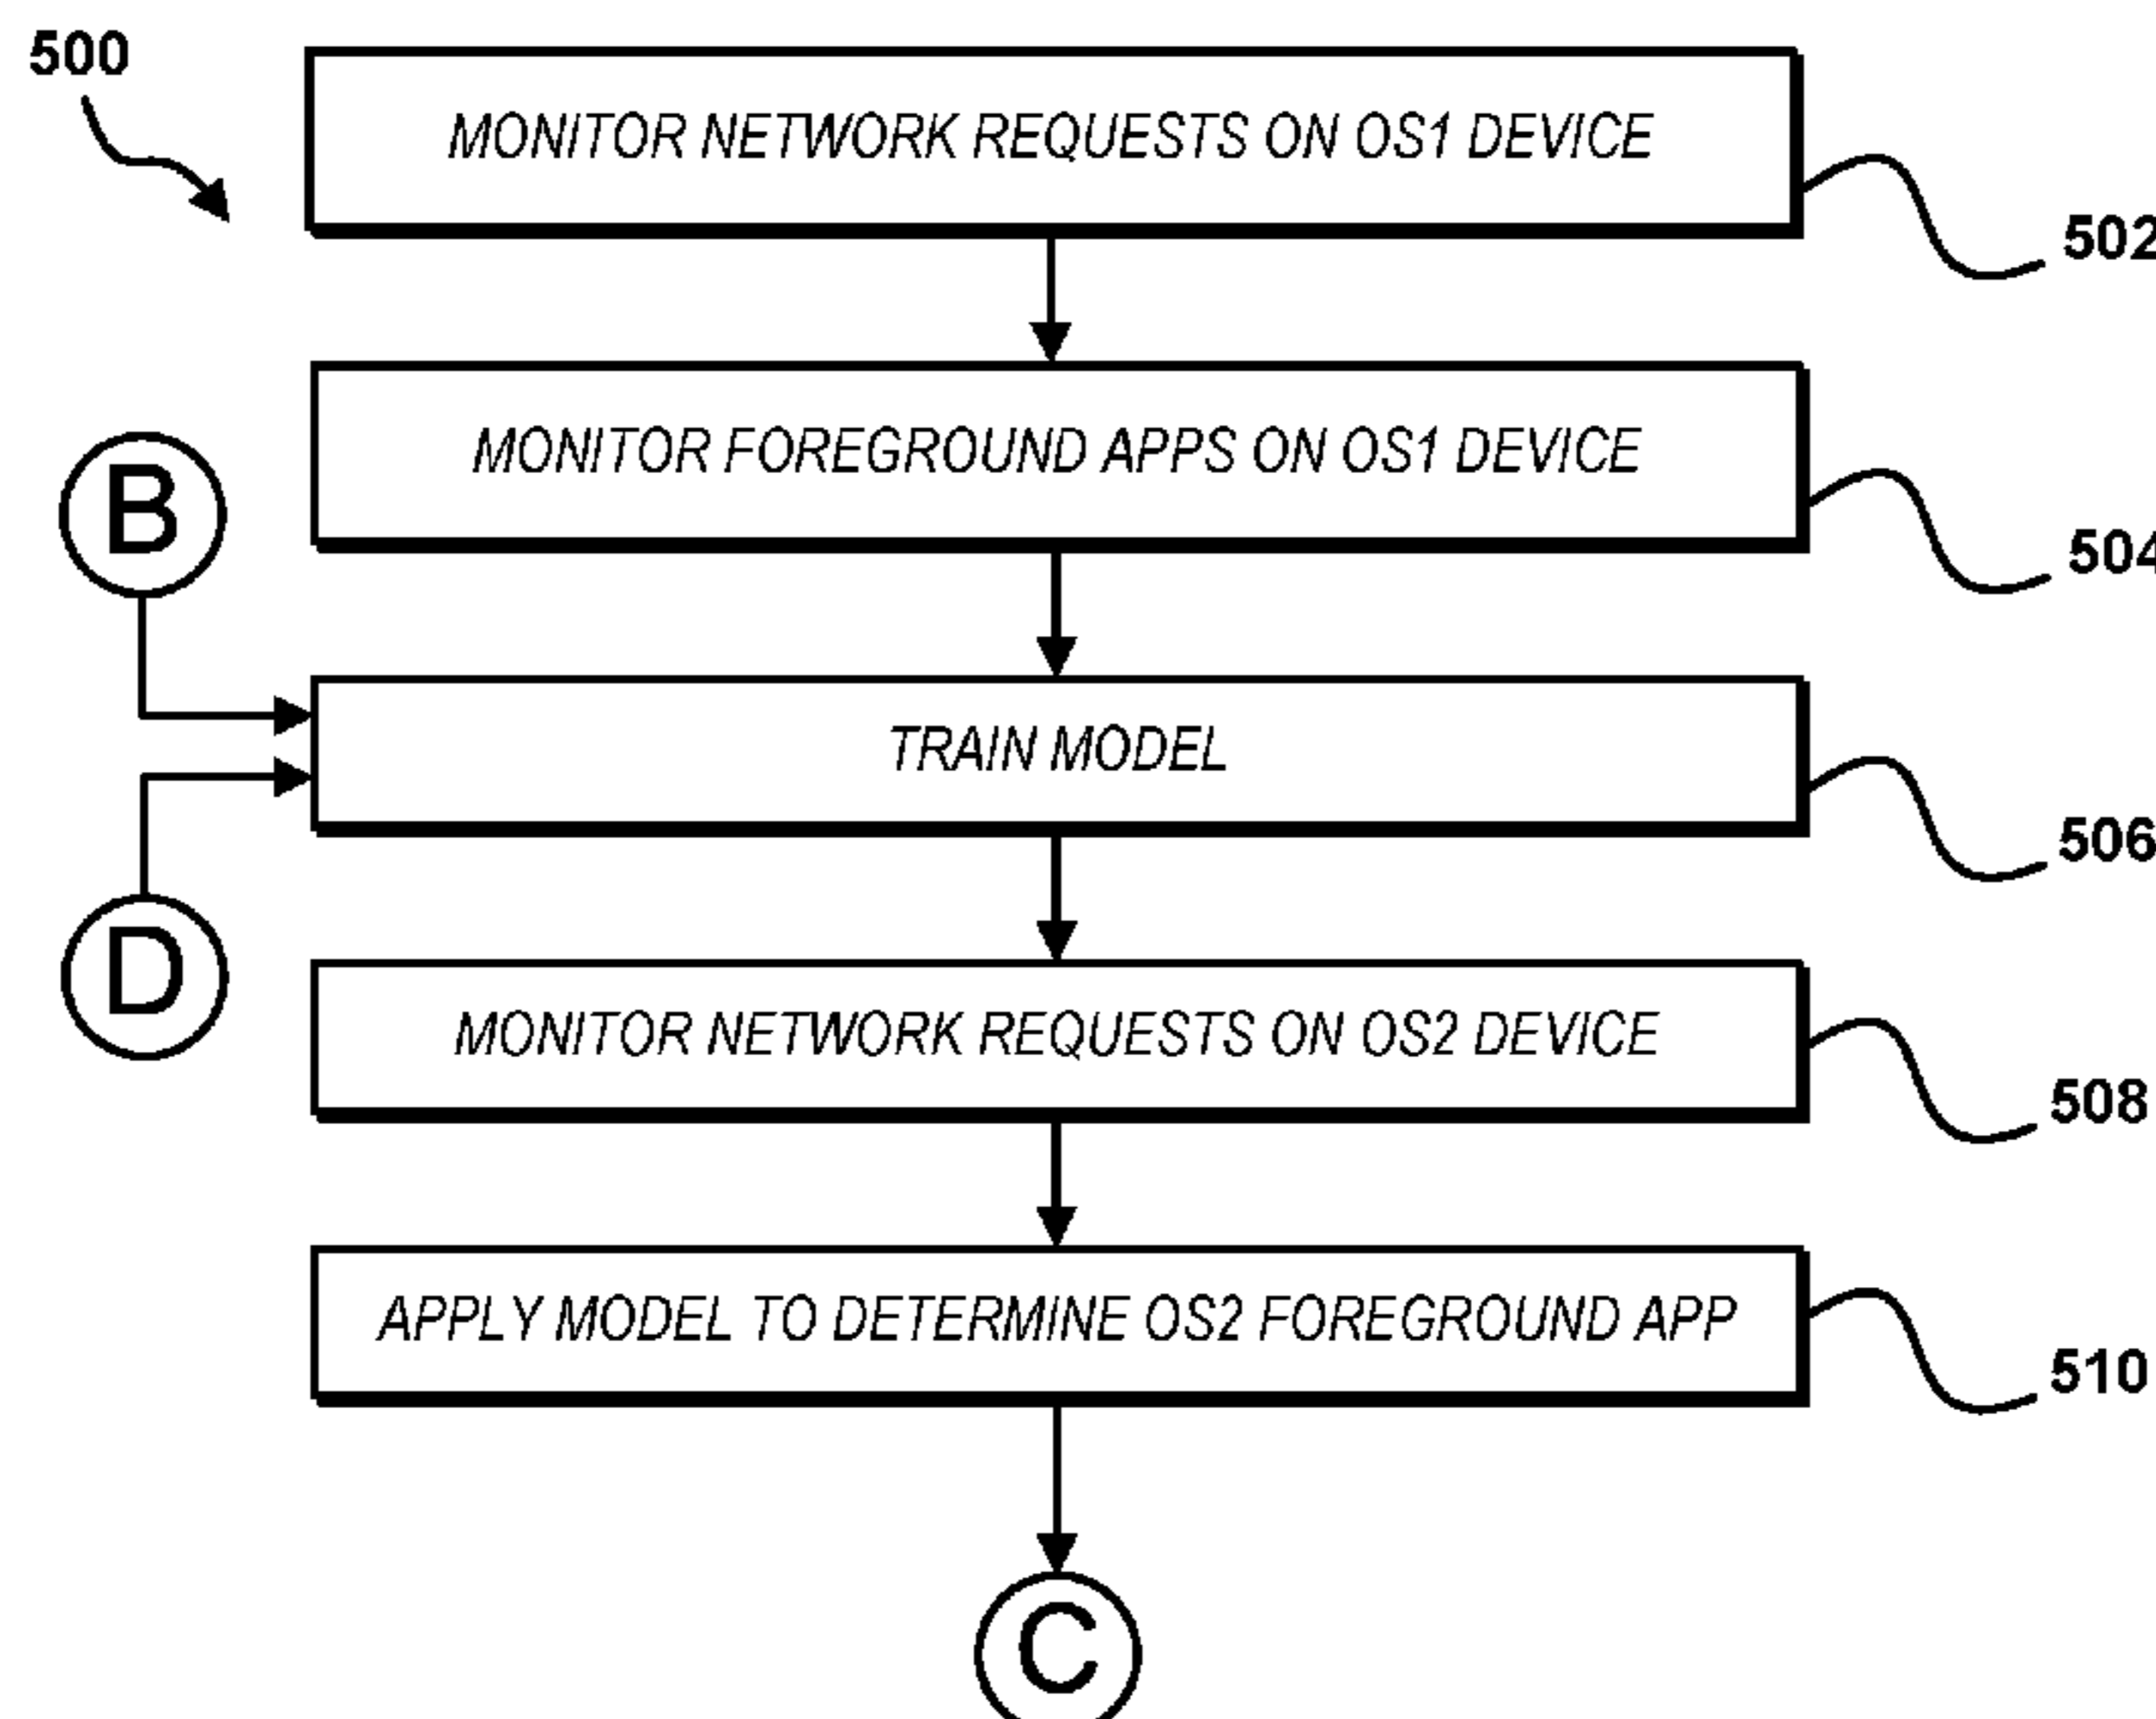 500
MONITOR NETWORK REQUESTS ON OS1 DEVICE
502
MONITOR FOREGROUND APPS ON OS1 DEVICE
504
B
TRAIN MODEL
506
D
MONITOR NETWORK REQUESTS ON OS2 DEVICE
508
APPLY MODEL TO DETERMINE OS2 FOREGROUND APP
510
C